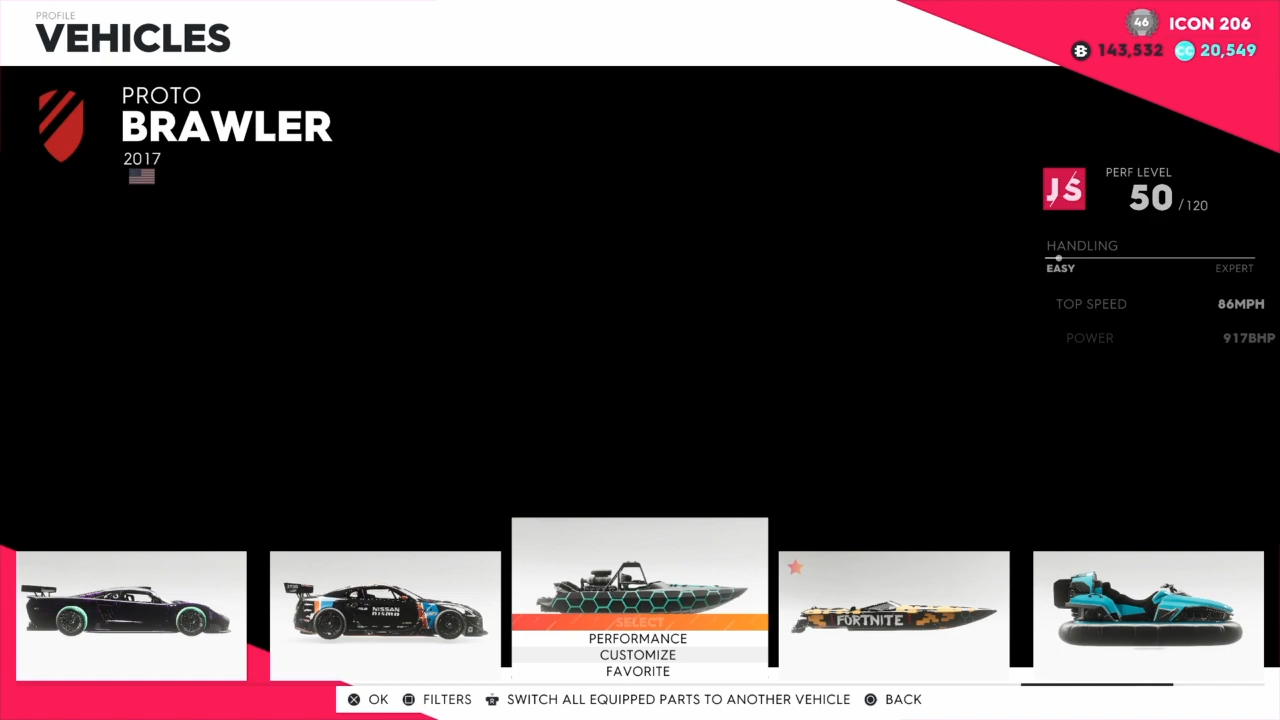 PROFILE
VEHICLES
46 ICON 206
143,532 CC 20,549
PROTO
BRAWLER
2017
JS
PERF LEVEL
50 /120
HANDLING
EASY EXPERT
TOP SPEED 86MPH
POWER 917BHP
NISSAN
NISMO
FORTNITE
SELECT
PERFORMANCE
CUSTOMIZE
FAVORITE
OK FILTERS R SWITCH ALL EQUIPPED PARTS TO ANOTHER VEHICLE BACK